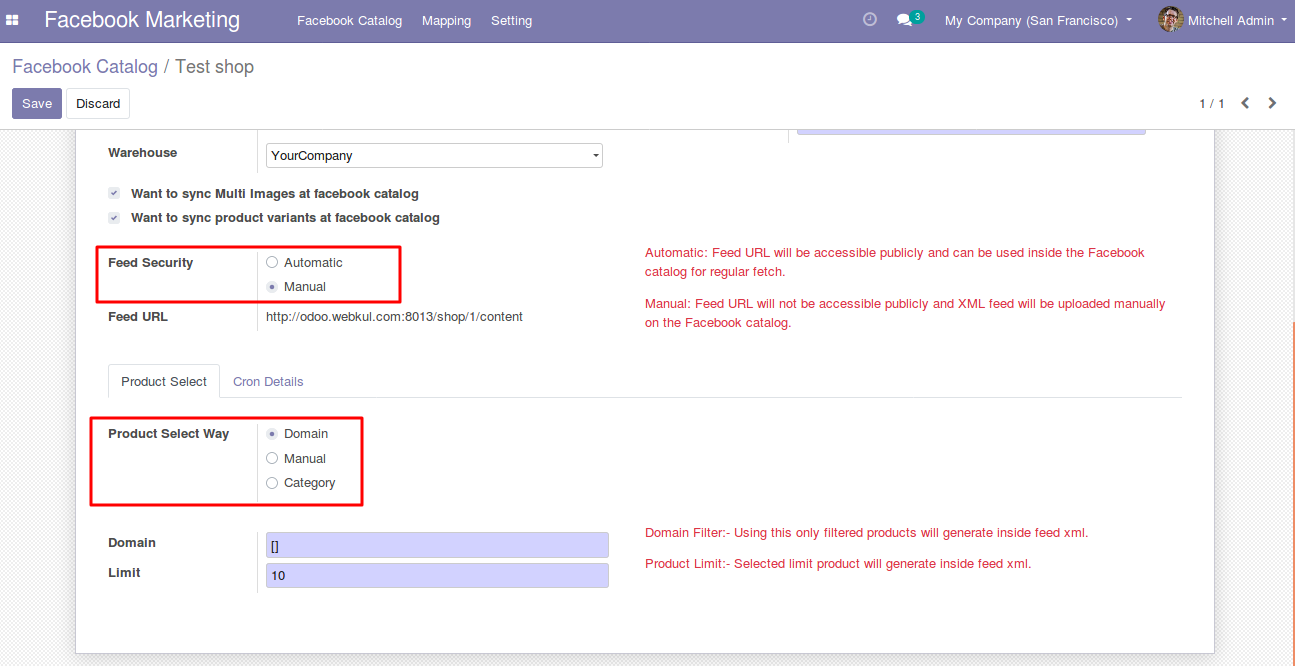 Facebook Marketing Facebook Catalog Mapping Setting 3 My Company (San Francisco) Mitchell Admin
Facebook Catalog / Test shop
Save Discard 1 / 1
Warehouse YourCompany
Want to sync Multi Images at facebook catalog
Want to sync product variants at facebook catalog
Feed Security Automatic
Manual
Feed URL http://odoo.webkul.com:8013/shop/1/content
Automatic: Feed URL will be accessible publicly and can be used inside the Facebook
catalog for regular fetch.
Manual: Feed URL will not be accessible publicly and XML feed will be uploaded manually
on the Facebook catalog.
Product Select Cron Details
Product Select Way Domain
Manual
Category
Domain []
Limit 10
Domain Filter:- Using this only filtered products will generate inside feed xml.
Product Limit:- Selected limit product will generate inside feed xml.